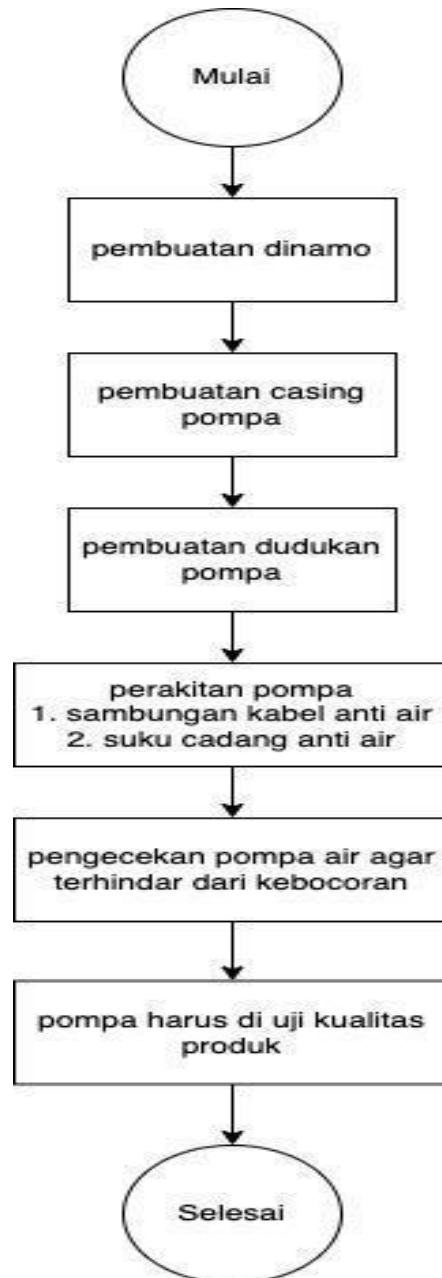 Mulai
pembuatan dinamo
pembuatan casing
pompa
pembuatan dudukan
pompa
perakitan pompa
1. sambungan kabel anti air
2. suku cadang anti air
pengecekan pompa air agar
terhindar dari kebocoran
pompa harus di uji kualitas
produk
Selesai